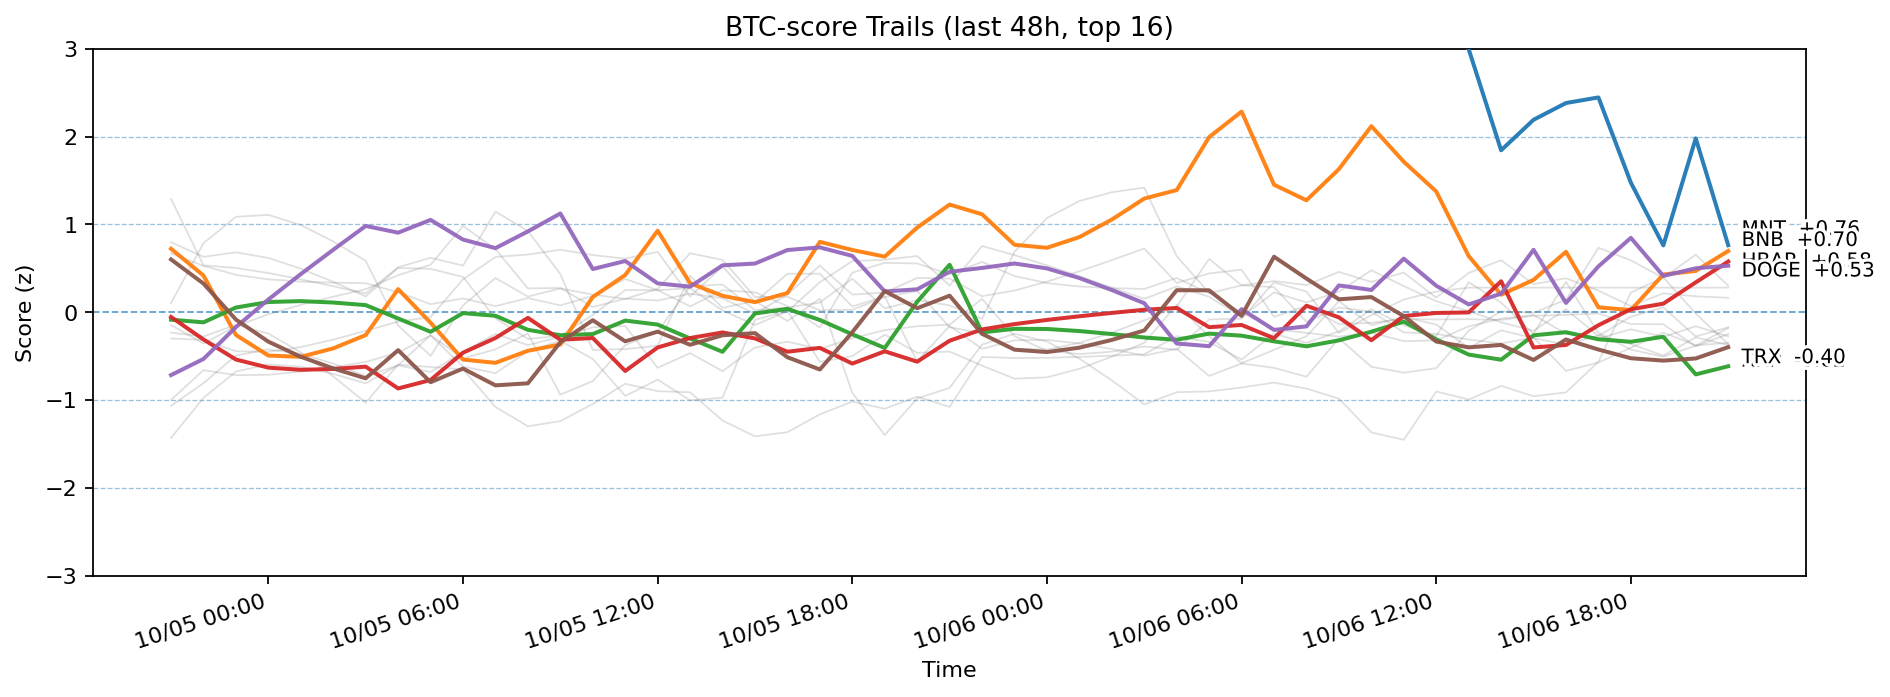 BTC-score Trails (last 48h, top 16)
Score (z)
3
2
1
0
−1
−2
−3
MNT +0.76
BNB +0.70
HBAR +0.58
DOGE +0.53
TRX -0.40
10/05 00:00
10/05 06:00
10/05 12:00
10/05 18:00
10/06 00:00
10/06 06:00
10/06 12:00
10/06 18:00
Time